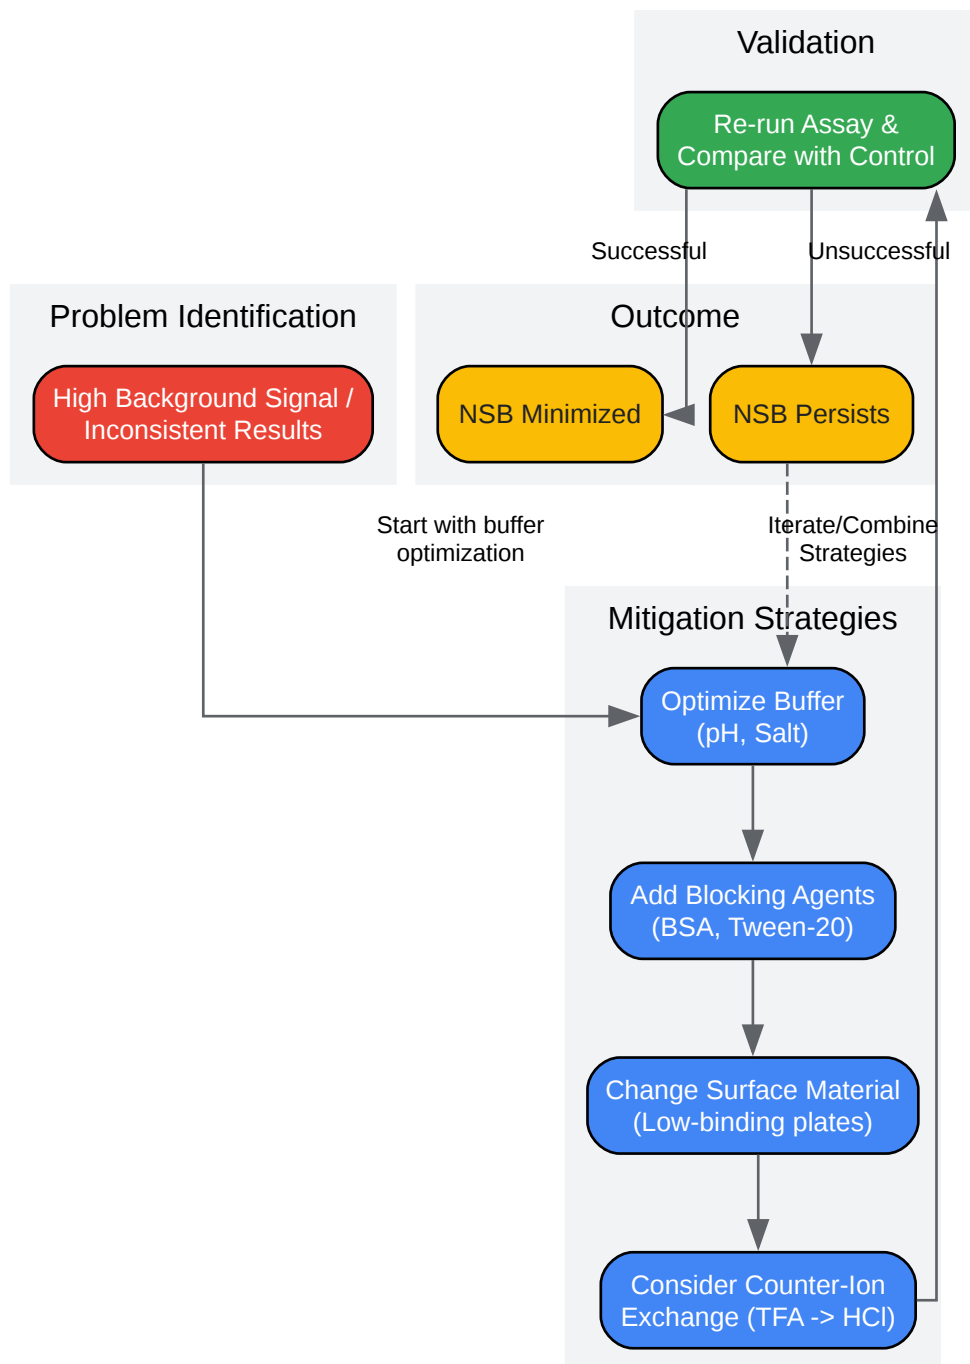 Validation
Re-run Assay &
Compare with Control
Successful
Unsuccessful
Problem Identification
High Background Signal /
Inconsistent Results
Outcome
NSB Minimized
NSB Persists
Start with buffer
optimization
Iterate/Combine
Strategies
Mitigation Strategies
Optimize Buffer
(pH, Salt)
Add Blocking Agents
(BSA, Tween-20)
Change Surface Material
(Low-binding plates)
Consider Counter-Ion
Exchange (TFA -> HCl)